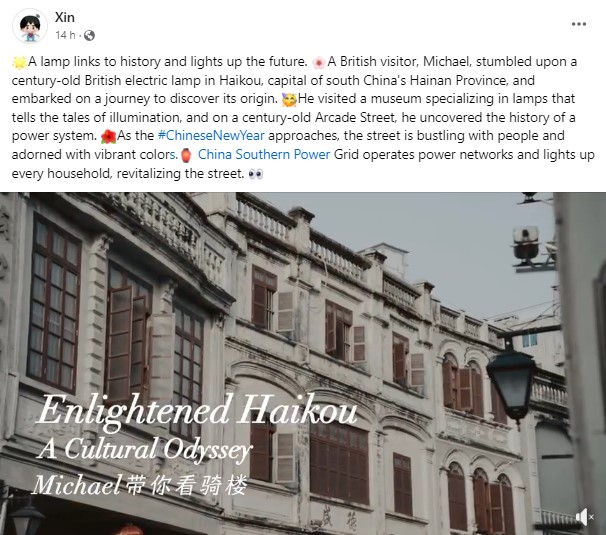 Xin
14 h ·
🌟A lamp links to history and lights up the future. 🌸A British visitor, Michael, stumbled upon a
century-old British electric lamp in Haikou, capital of south China's Hainan Province, and
embarked on a journey to discover its origin. 🥰He visited a museum specializing in lamps that
tells the tales of illumination, and on a century-old Arcade Street, he uncovered the history of a
power system. 🌺As the #ChineseNewYear approaches, the street is bustling with people and
adorned with vibrant colors.🏮 China Southern Power Grid operates power networks and lights up
every household, revitalizing the street. 👀
Enlightened Haikou
A Cultural Odyssey
Michael带你看骑楼